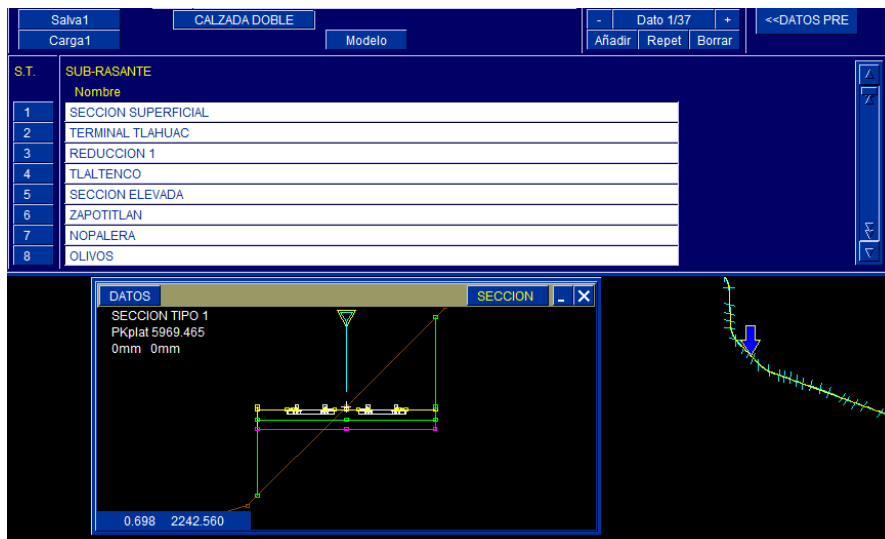 Salva1 CALZADA DOBLE - Dato 1/37 + <<DATOS PRE
Carga1 Modelo Añadir Repet Borrar
S.T. SUB-RASANTE
Nombre
1 SECCION SUPERFICIAL
2 TERMINAL TLAHUAC
3 REDUCCION 1
4 TLALTENCO
5 SECCION ELEVADA
6 ZAPOTITLAN
7 NOPALERA
8 OLIVOS
DATOS SECCION
SECCION TIPO 1
PKplat 5969.465
0mm 0mm
0.698 2242.560